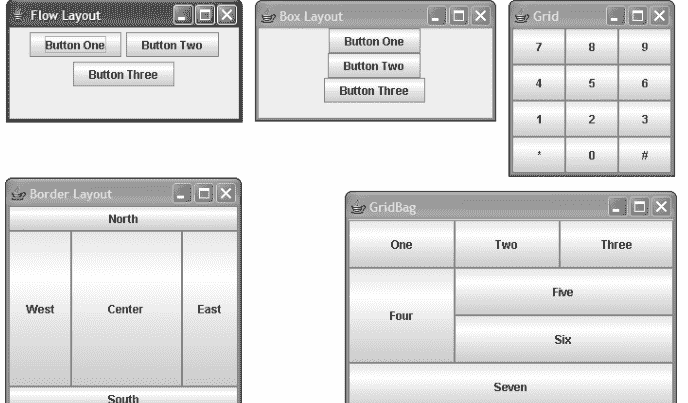 Flow Layout
Button One Button Two
Button Three
Box Layout
Button One
Button Two
Button Three
Grid
7 8 9
4 5 6
1 2 3
* 0 #
Border Layout
North
West Center East
South
GridBag
One Two Three
Four
Five
Six
Seven